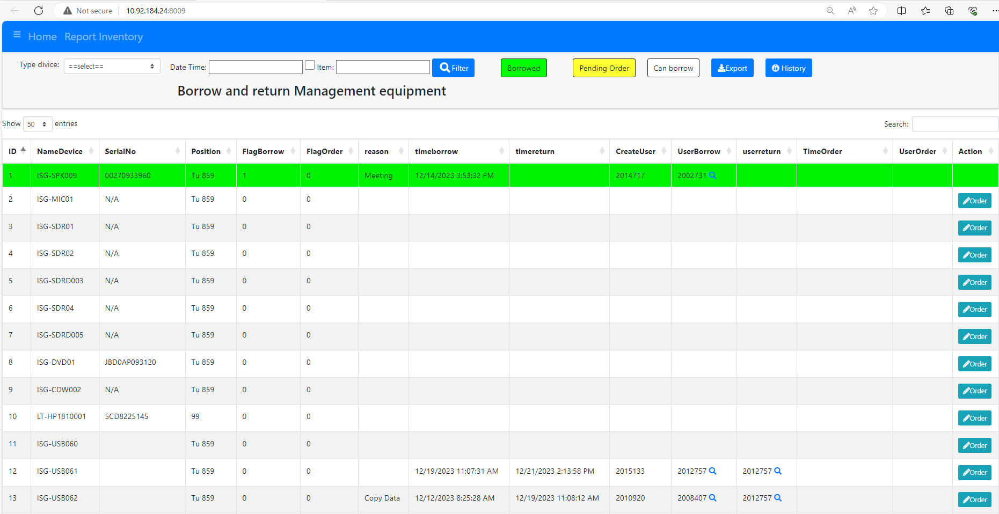 Not secure | 10.92.184.24:8009
Home Report Inventory
Type divice: ==select== Date Time: Item: Filter Borrowed Pending Order Can borrow Export History
Borrow and return Management equipment
Show 50 entries Search:
ID NameDevice SerialNo Position FlagBorrow FlagOrder reason timeborrow timereturn CreateUser UserBorrow userreturn TimeOrder UserOrder Action
1 ISG-SPK009 00270933960 Tu 859 1 0 Meeting 12/14/2023 3:53:32 PM 2014717 2002731
2 ISG-MIC01 N/A Tu 859 0 0 Order
3 ISG-SDR01 N/A Tu 859 0 0 Order
4 ISG-SDR02 N/A Tu 859 0 0 Order
5 ISG-SDRD003 N/A Tu 859 0 0 Order
6 ISG-SDR04 N/A Tu 859 0 0 Order
7 ISG-SDRD005 N/A Tu 859 0 0 Order
8 ISG-DVD01 JBD0AP093120 Tu 859 0 0 Order
9 ISG-CDW002 N/A Tu 859 0 0 Order
10 LT-HP1810001 5CD8225145 99 0 0 Order
11 ISG-USB060 Tu 859 0 0 Order
12 ISG-USB061 Tu 859 0 0 12/19/2023 11:07:31 AM 12/21/2023 2:13:58 PM 2015133 2012757 2012757 Order
13 ISG-USB062 Tu 859 0 0 Copy Data 12/12/2023 8:25:28 AM 12/19/2023 11:08:12 AM 2010920 2008407 2012757 Order